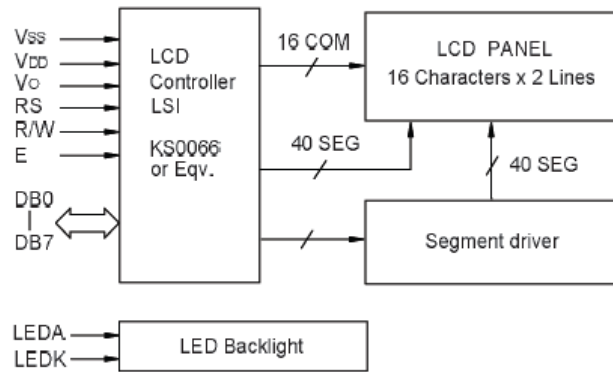 VSS
VDD
VO
RS
R/W
E
DB0
DB7
LCD
Controller
LSI
KS0066
or Eqv.
16 COM
40 SEG
LCD PANEL
16 Characters x 2 Lines
40 SEG
Segment driver
LEDA
LEDK
LED Backlight